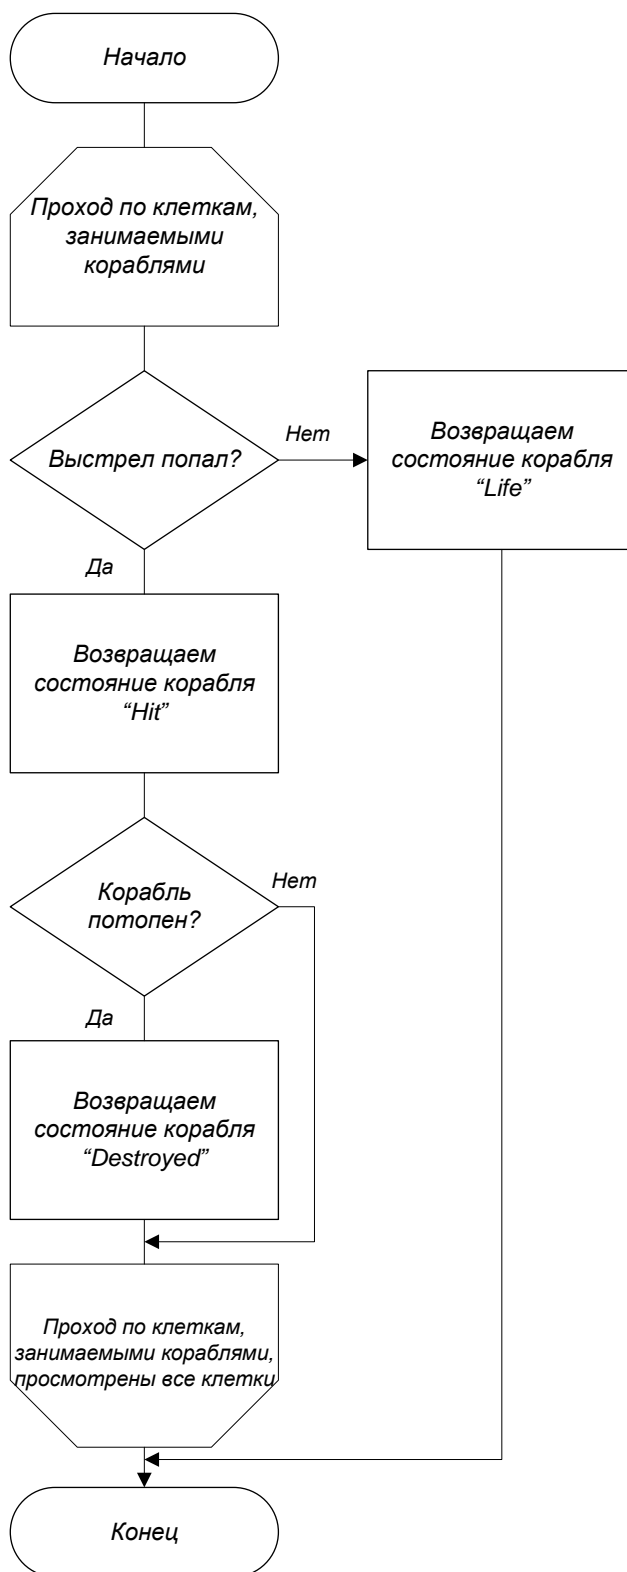 Начало
Проход по клеткам,
занимаемыми
кораблями
Выстрел попал?
Нет
Возвращаем
состояние корабля
“Life”
Да
Возвращаем
состояние корабля
“Hit”
Корабль
потопен?
Нет
Да
Возвращаем
состояние корабля
“Destroyed”
Проход по клеткам,
занимаемыми кораблями,
просмотрены все клетки
Конец